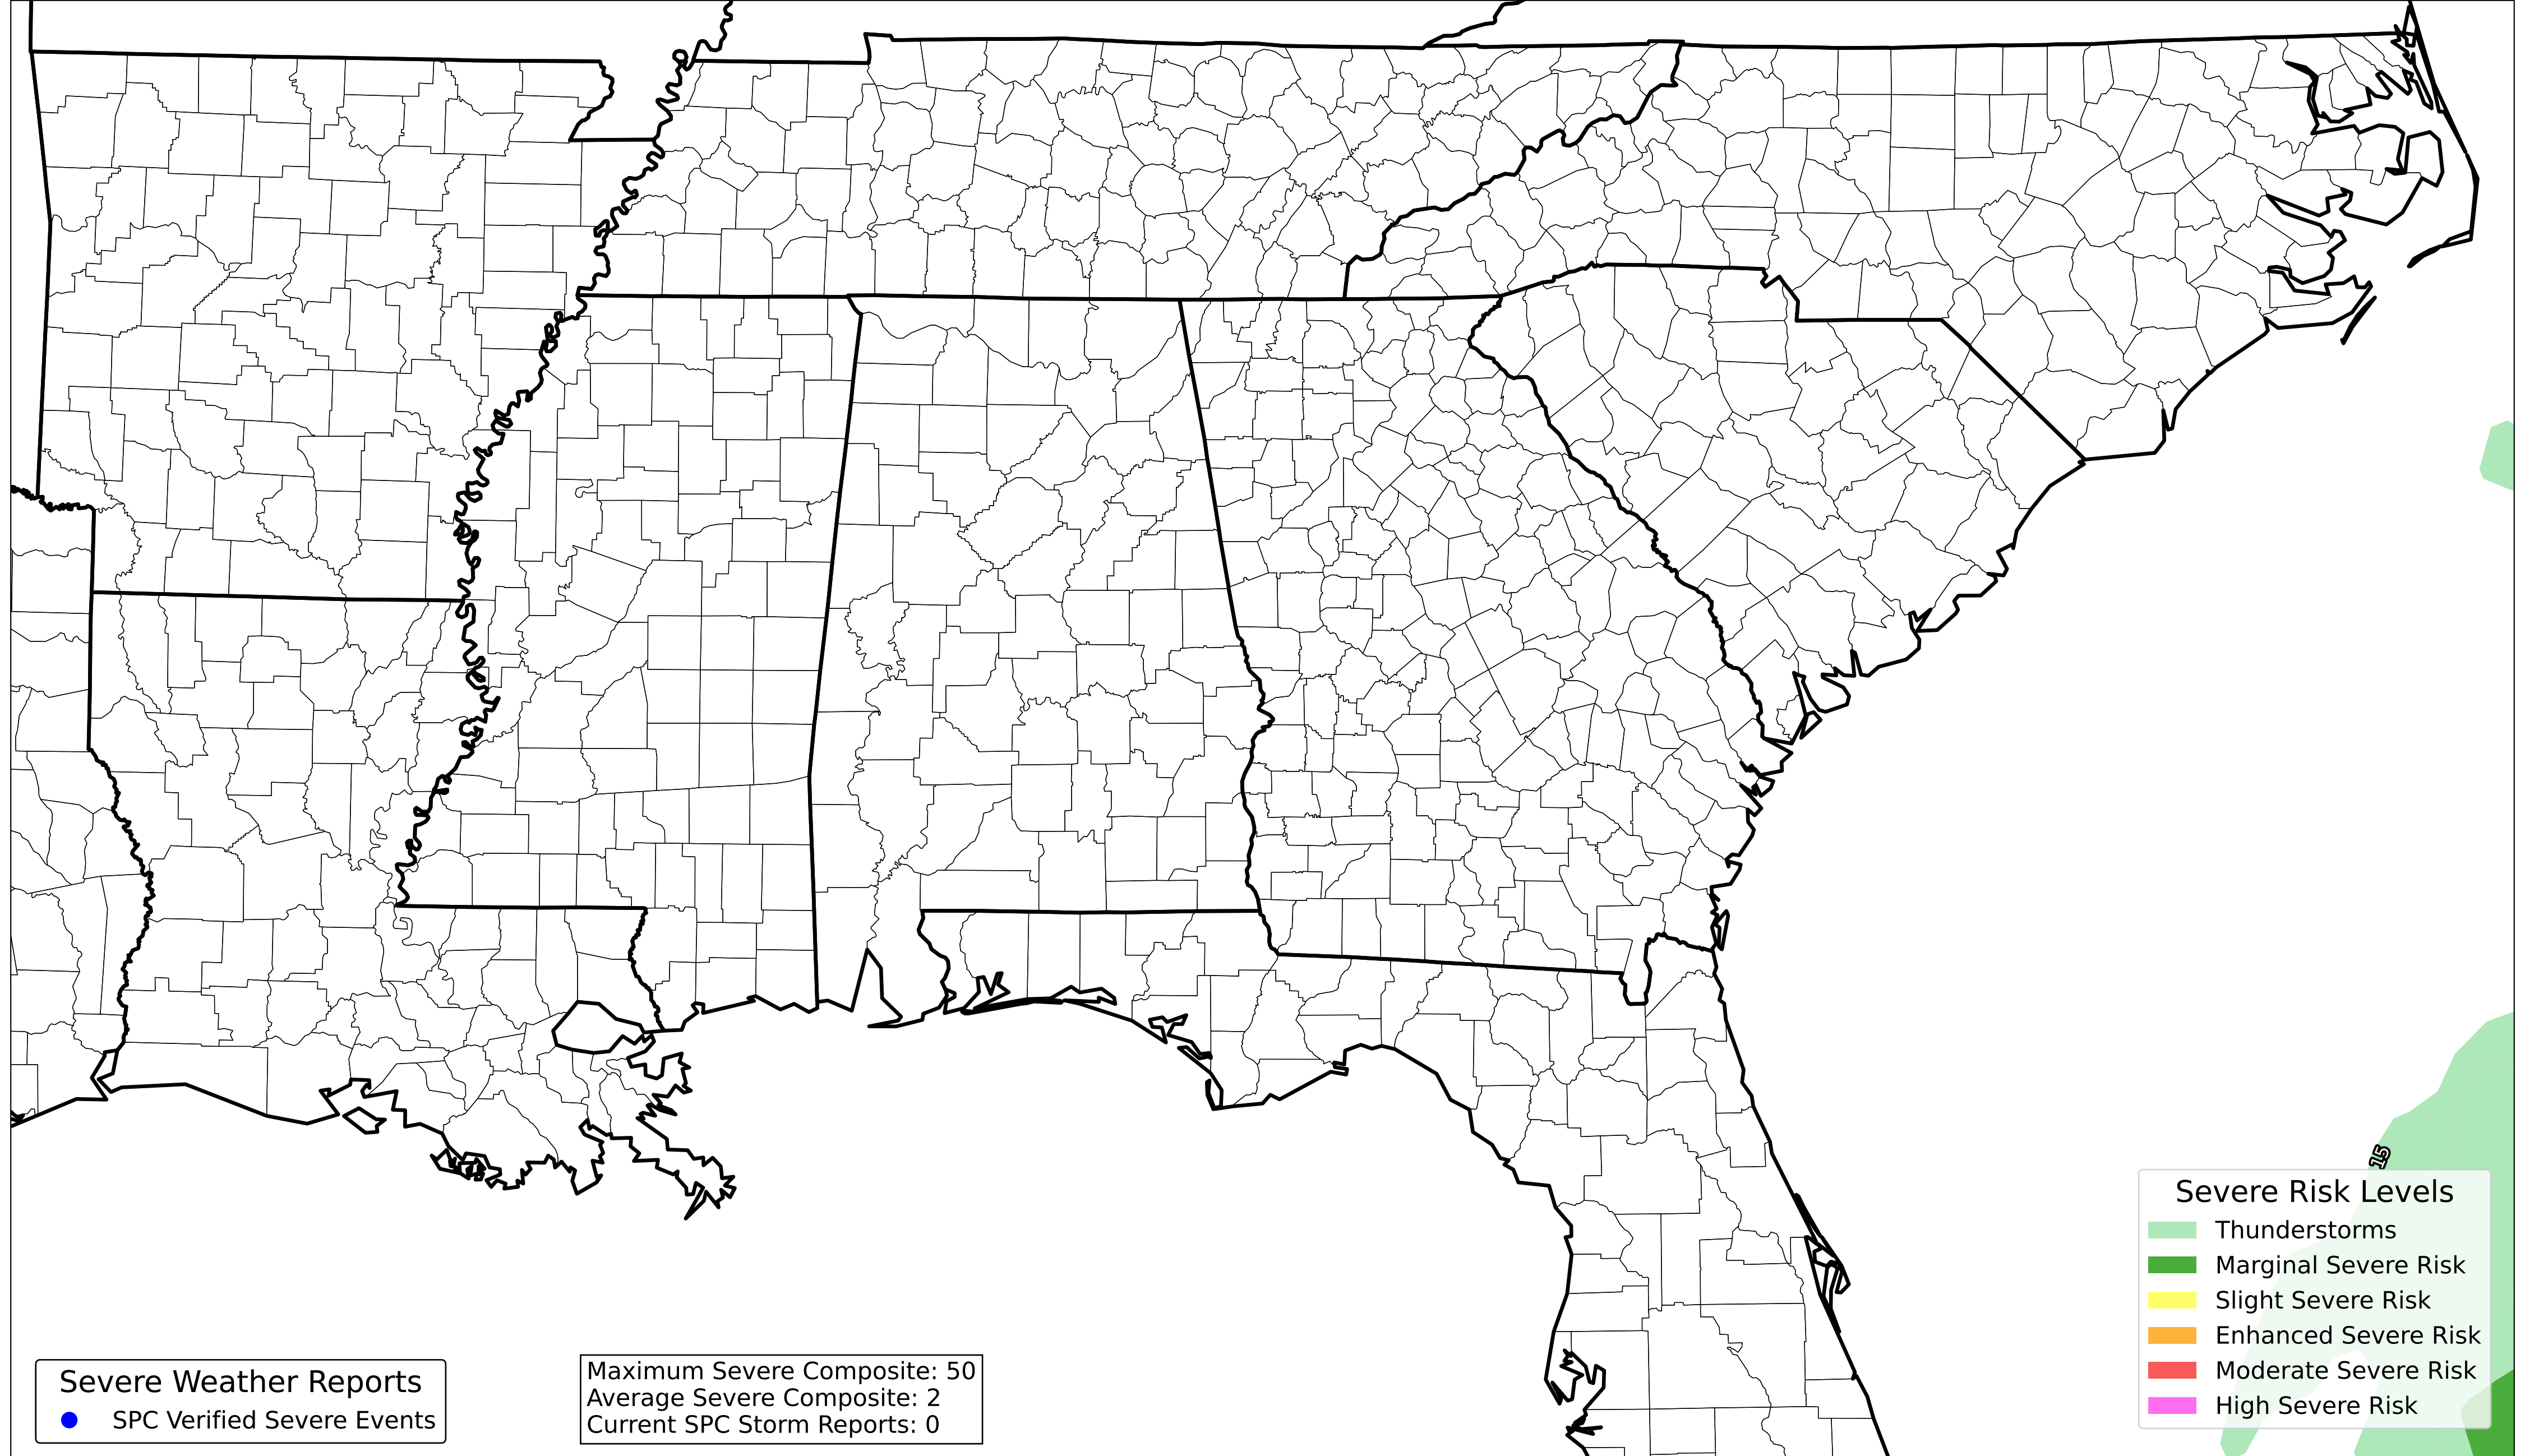 15
Severe Risk Levels
Thunderstorms
Marginal Severe Risk
Slight Severe Risk
Enhanced Severe Risk
Moderate Severe Risk
High Severe Risk
Severe Weather Reports
SPC Verified Severe Events
Maximum Severe Composite: 50
Average Severe Composite: 2
Current SPC Storm Reports: 0